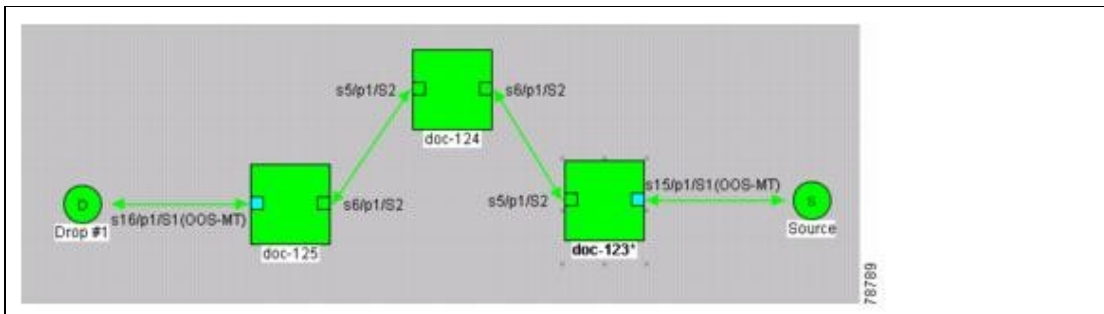 s5/p1/S2
s6/p1/S2
doc-124
D
Drop #1
s16/p1/S1(OOS-MT)
s6/p1/S2
doc-125
s5/p1/S2
s15/p1/S1(OOS-MT)
doc-123*
S
Source
78789